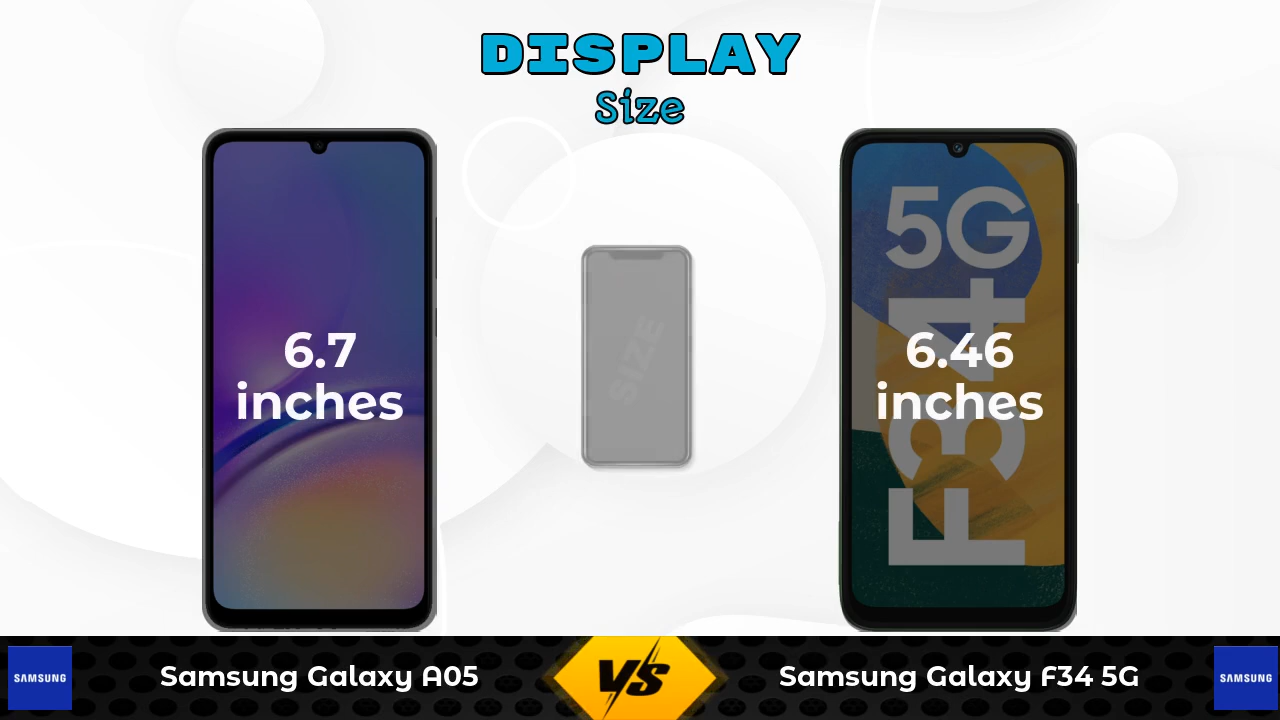 DISPLAY
Size
6.7
inches
SIZE
5G
F34
6.46
inches
SAMSUNG
Samsung Galaxy A05
VS
Samsung Galaxy F34 5G
SAMSUNG